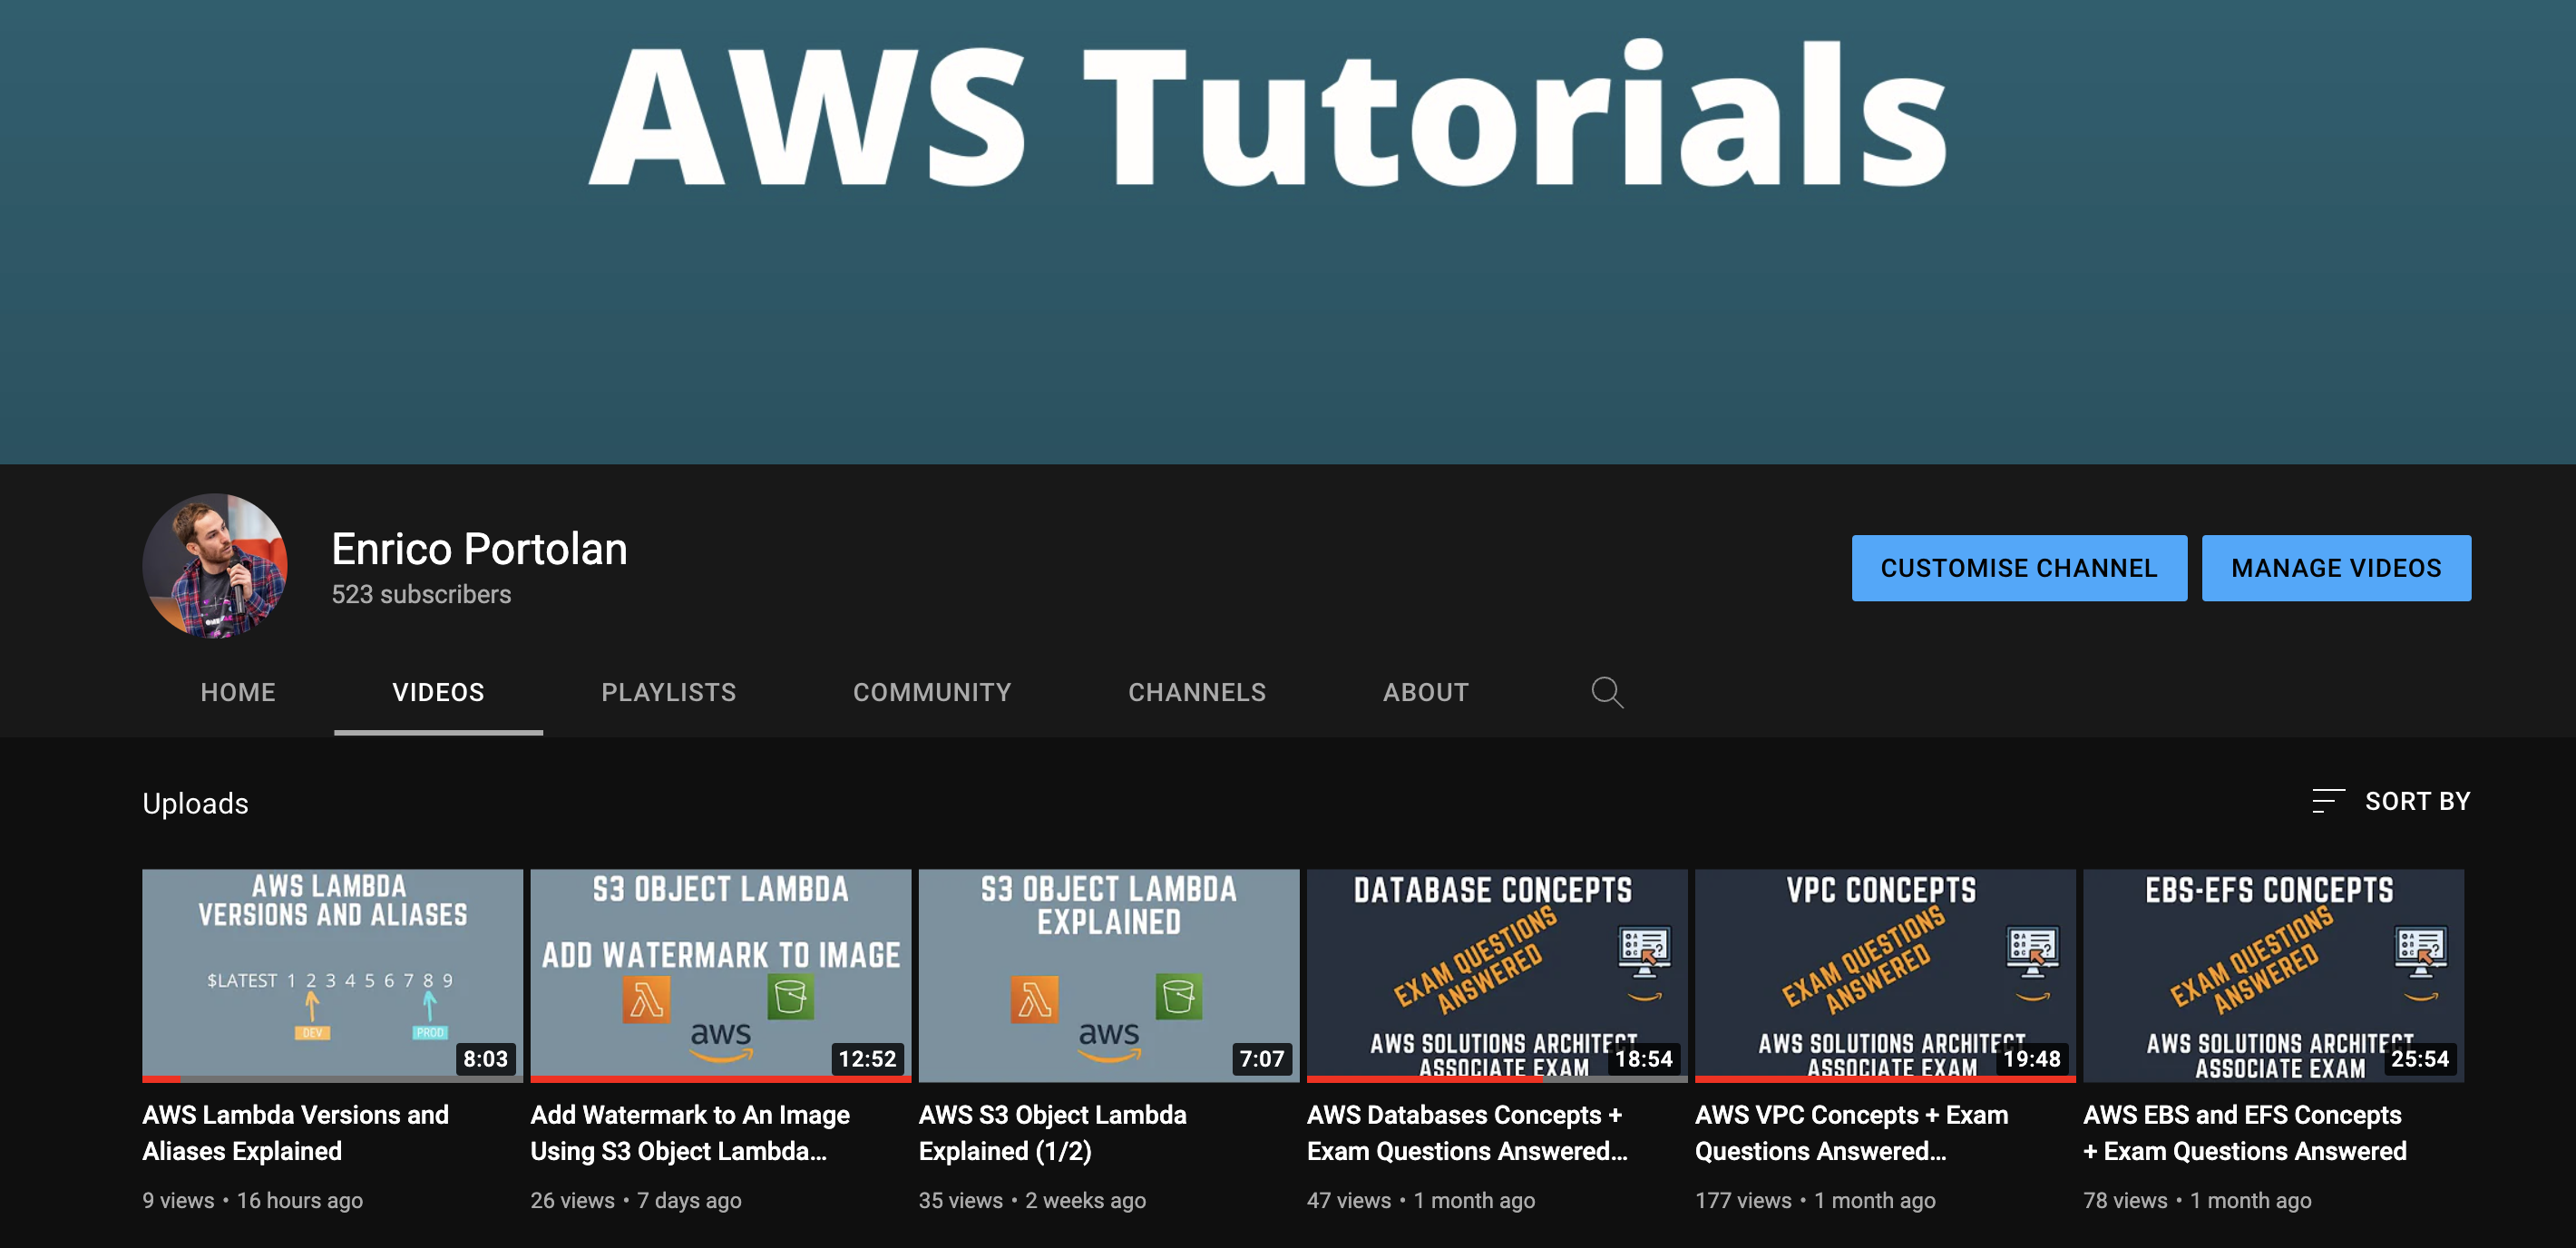 AWS Tutorials
Enrico Portolan
523 subscribers
CUSTOMISE CHANNEL
MANAGE VIDEOS
HOME
VIDEOS
PLAYLISTS
COMMUNITY
CHANNELS
ABOUT
Uploads
SORT BY
AWS LAMBDA
VERSIONS AND ALIASES
$LATEST 1 2 3 4 5 6 7 8 9
DEV
PROD
8:03
AWS Lambda Versions and
Aliases Explained
9 views • 16 hours ago
S3 OBJECT LAMBDA
ADD WATERMARK TO IMAGE
aws
12:52
Add Watermark to An Image
Using S3 Object Lambda...
26 views • 7 days ago
S3 OBJECT LAMBDA
EXPLAINED
aws
7:07
AWS S3 Object Lambda
Explained (1/2)
35 views • 2 weeks ago
DATABASE CONCEPTS
EXAM QUESTIONS
ANSWERED
AWS SOLUTIONS ARCHITECT
ASSOCIATE EXAM
18:54
AWS Databases Concepts +
Exam Questions Answered...
47 views • 1 month ago
VPC CONCEPTS
EXAM QUESTIONS
ANSWERED
AWS SOLUTIONS ARCHITECT
ASSOCIATE EXAM
19:48
AWS VPC Concepts + Exam
Questions Answered...
177 views • 1 month ago
EBS-EFS CONCEPTS
EXAM QUESTIONS
ANSWERED
AWS SOLUTIONS ARCHITECT
ASSOCIATE EXAM
25:54
AWS EBS and EFS Concepts
+ Exam Questions Answered
78 views • 1 month ago